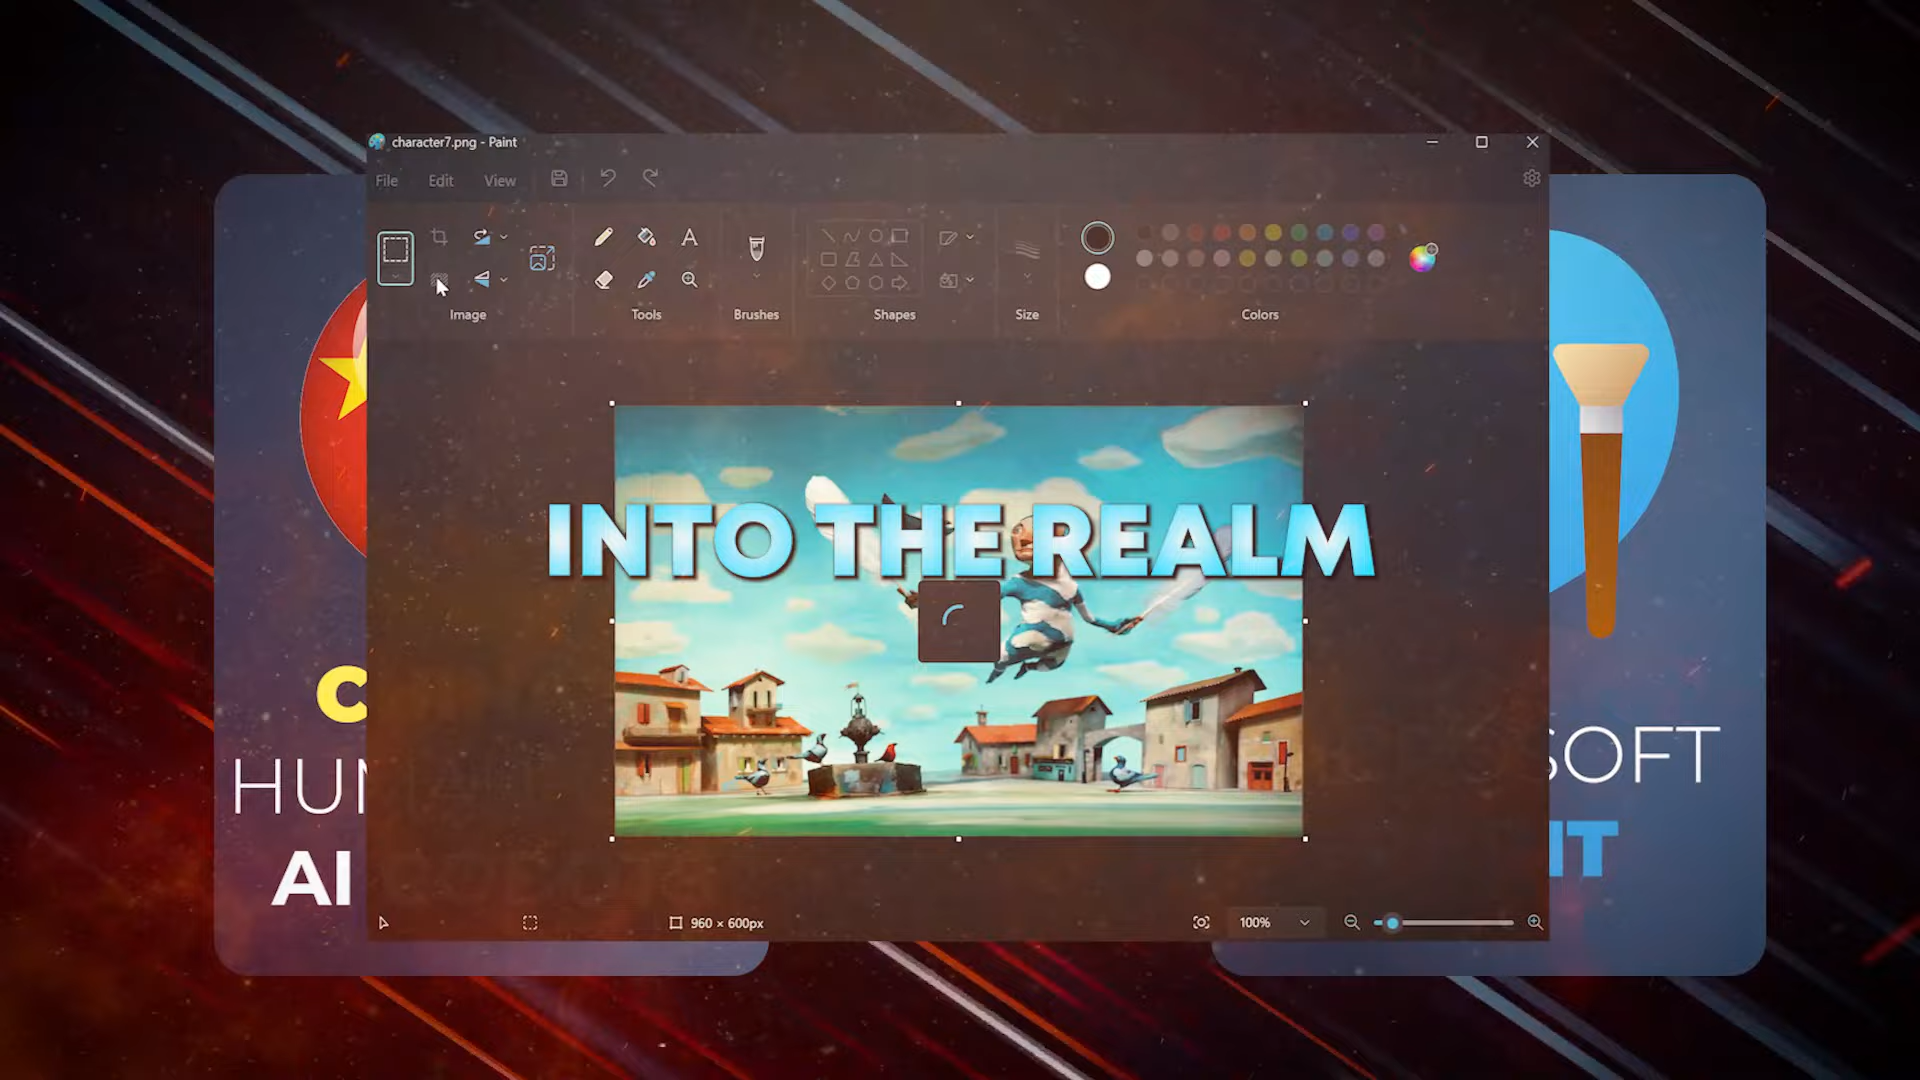 character7.png - Paint
File Edit View
Image Tools Brushes Shapes Size Colors
INTO THE REALM
C
HUM
AI
SOFT
IT
960 × 600px
100%